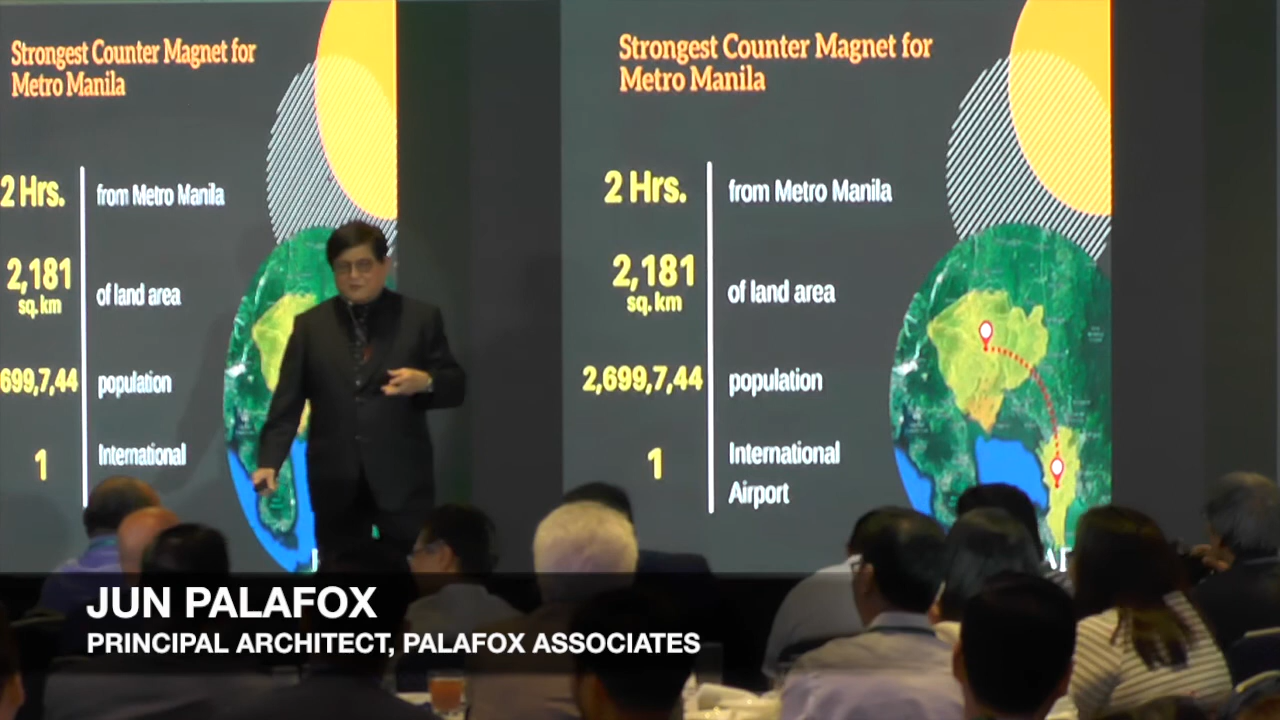 Strongest Counter Magnet for
Metro Manila
2 Hrs.
from Metro Manila
2,181
sq. km
of land area
699,7,44
population
1
International
Strongest Counter Magnet for
Metro Manila
2 Hrs.
from Metro Manila
2,181
sq. km
of land area
2,699,7,44
population
1
International
Airport
JUN PALAFOX
PRINCIPAL ARCHITECT, PALAFOX ASSOCIATES